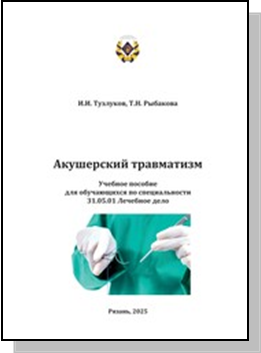 И.И. Тузлуков, Т.Н. Рыбакова
Акушерский травматизм
Учебное пособие
для обучающихся по специальности
31.05.01 Лечебное дело
Рязань, 2025